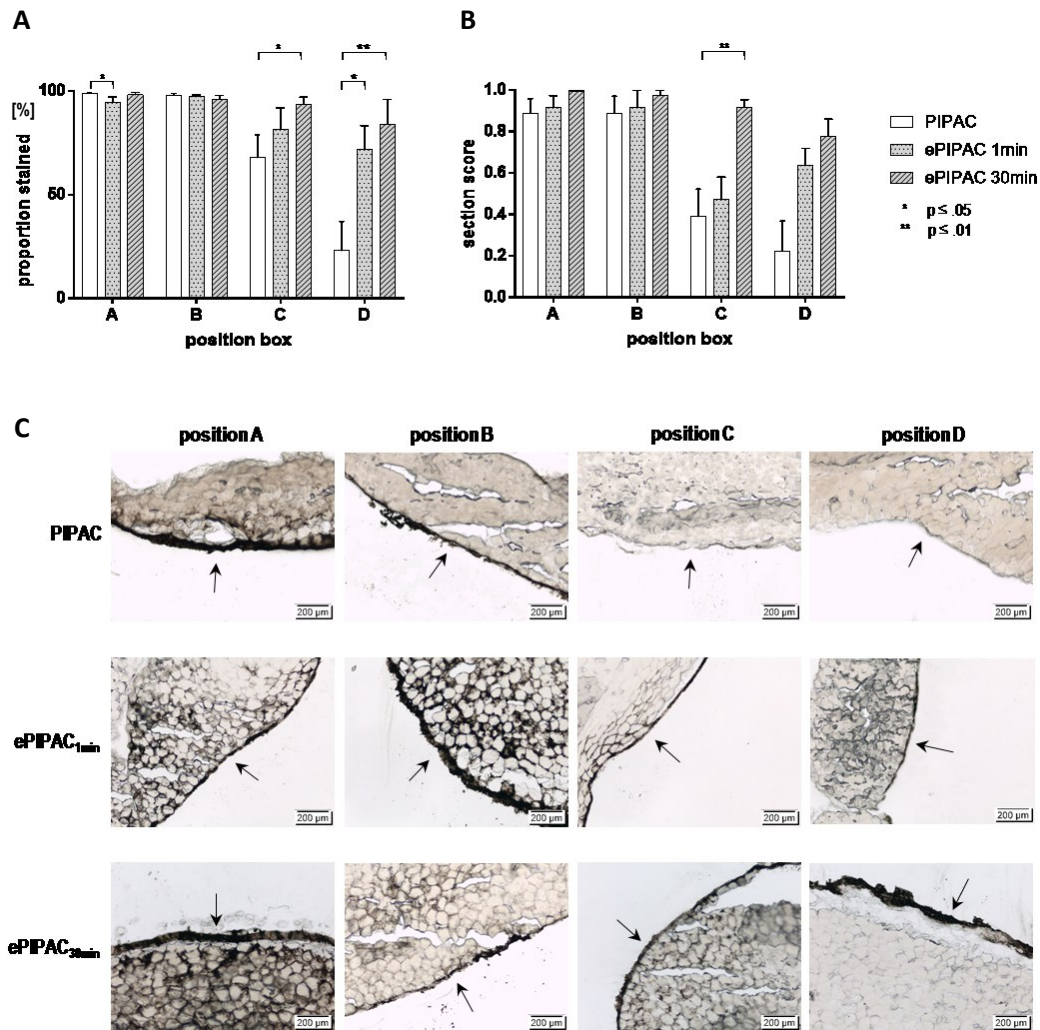 A
B
*
**
*
*
**
[%]
100
50
0
proportion stained
A B C D
position box
1.0
0.8
0.6
0.4
0.2
0.0
section score
A B C D
position box
PIPAC
ePIPAC 1min
ePIPAC 30min
* p ≤ .05
** p ≤ .01
**
C
position A position B position C position D
PIPAC
200 µm 200 µm 200 µm 200 µm
ePIPAC1min
200 µm 200 µm 200 µm 200 µm
ePIPAC30min
200 µm 200 µm 200 µm 200 µm